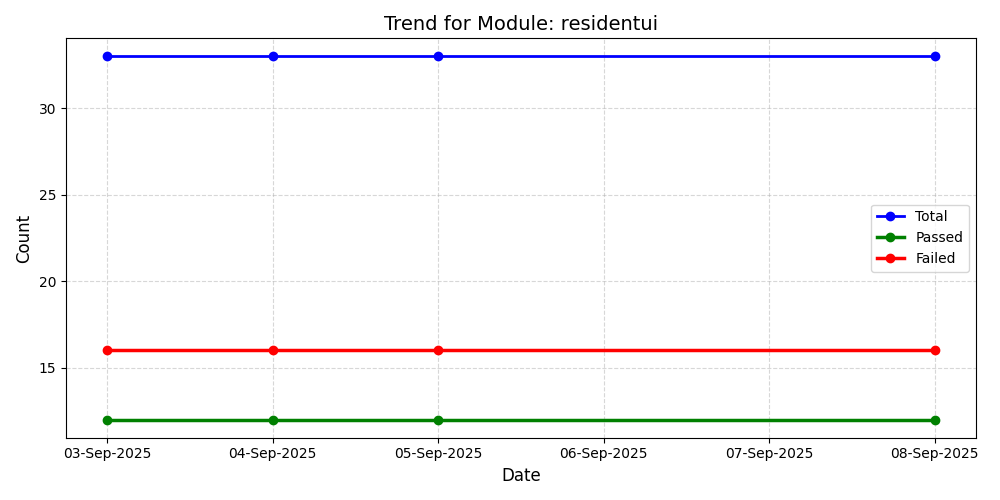 Trend for Module: residentui
Count
30
25
20
15
Total
Passed
Failed
03-Sep-2025
04-Sep-2025
05-Sep-2025
06-Sep-2025
07-Sep-2025
08-Sep-2025
Date